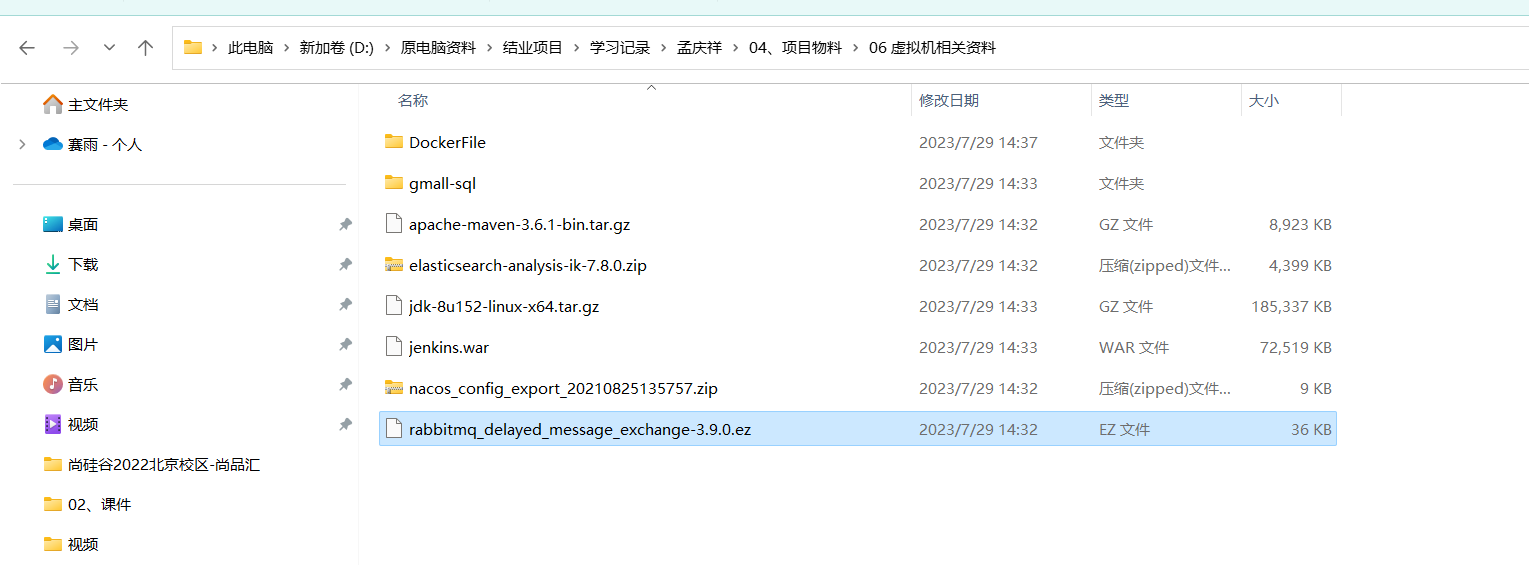 此电脑 > 新加卷 (D:) > 原电脑资料 > 结业项目 > 学习记录 > 孟庆祥 > 04、项目物料 > 06 虚拟机相关资料
主文件夹
赛雨 - 个人
桌面
下载
文档
图片
音乐
视频
尚硅谷2022北京校区-尚品汇
02、课件
视频
名称 修改日期 类型 大小
DockerFile 2023/7/29 14:37 文件夹
gmall-sql 2023/7/29 14:33 文件夹
apache-maven-3.6.1-bin.tar.gz 2023/7/29 14:32 GZ 文件 8,923 KB
elasticsearch-analysis-ik-7.8.0.zip 2023/7/29 14:32 压缩(zipped)文件... 4,399 KB
jdk-8u152-linux-x64.tar.gz 2023/7/29 14:33 GZ 文件 185,337 KB
jenkins.war 2023/7/29 14:33 WAR 文件 72,519 KB
nacos_config_export_20210825135757.zip 2023/7/29 14:32 压缩(zipped)文件... 9 KB
rabbitmq_delayed_message_exchange-3.9.0.ez 2023/7/29 14:32 EZ 文件 36 KB